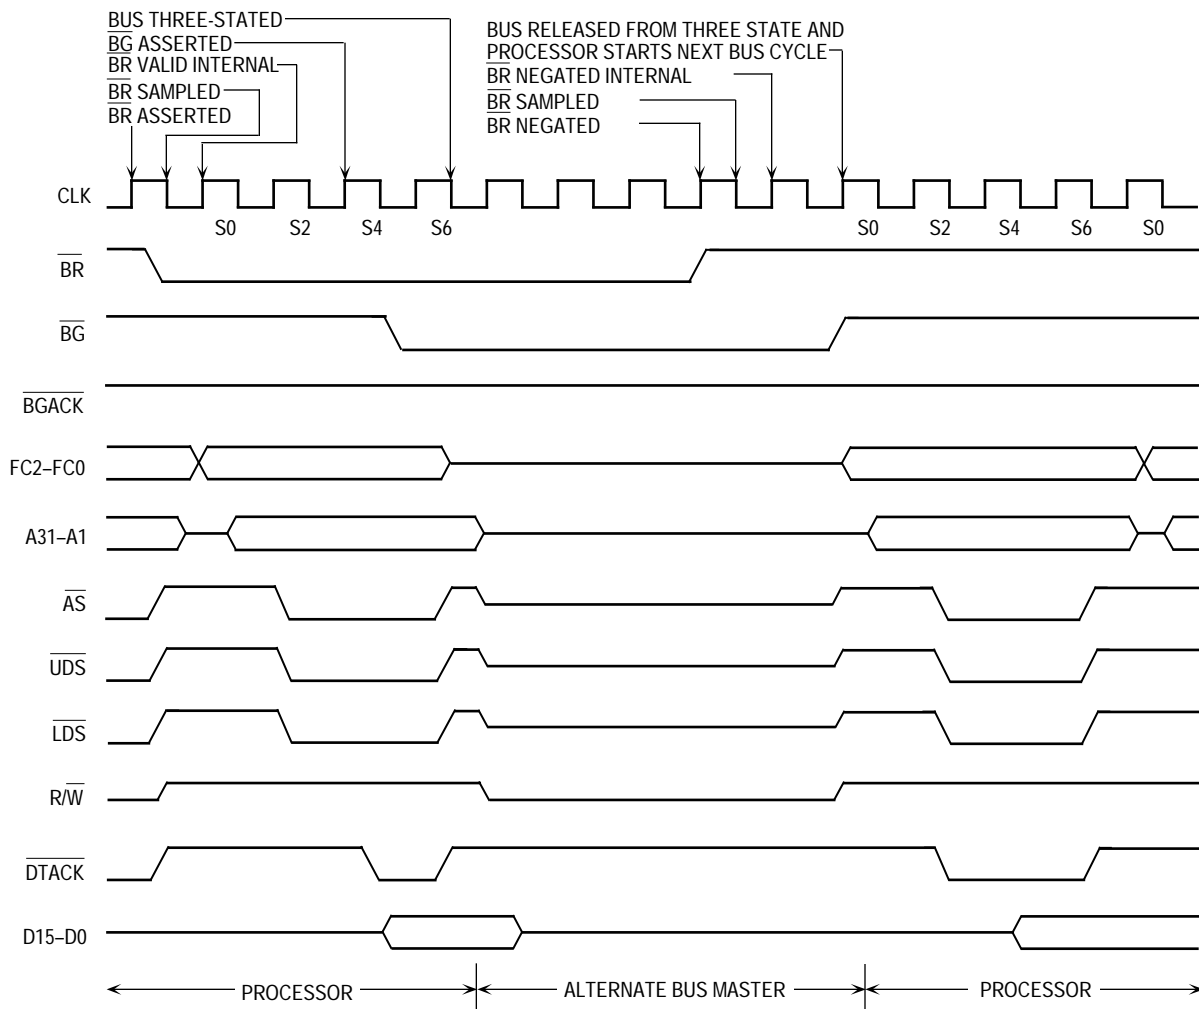 BUS THREE-STATED
BG ASSERTED
BR VALID INTERNAL
BR SAMPLED
BR ASSERTED
BUS RELEASED FROM THREE STATE AND
PROCESSOR STARTS NEXT BUS CYCLE
BR NEGATED INTERNAL
BR SAMPLED
BR NEGATED
CLK
S0 S2 S4 S6 S0 S2 S4 S6 S0
BR
BG
BGACK
FC2–FC0
A31–A1
AS
UDS
LDS
R/W
DTACK
D15–D0
PROCESSOR ALTERNATE BUS MASTER PROCESSOR